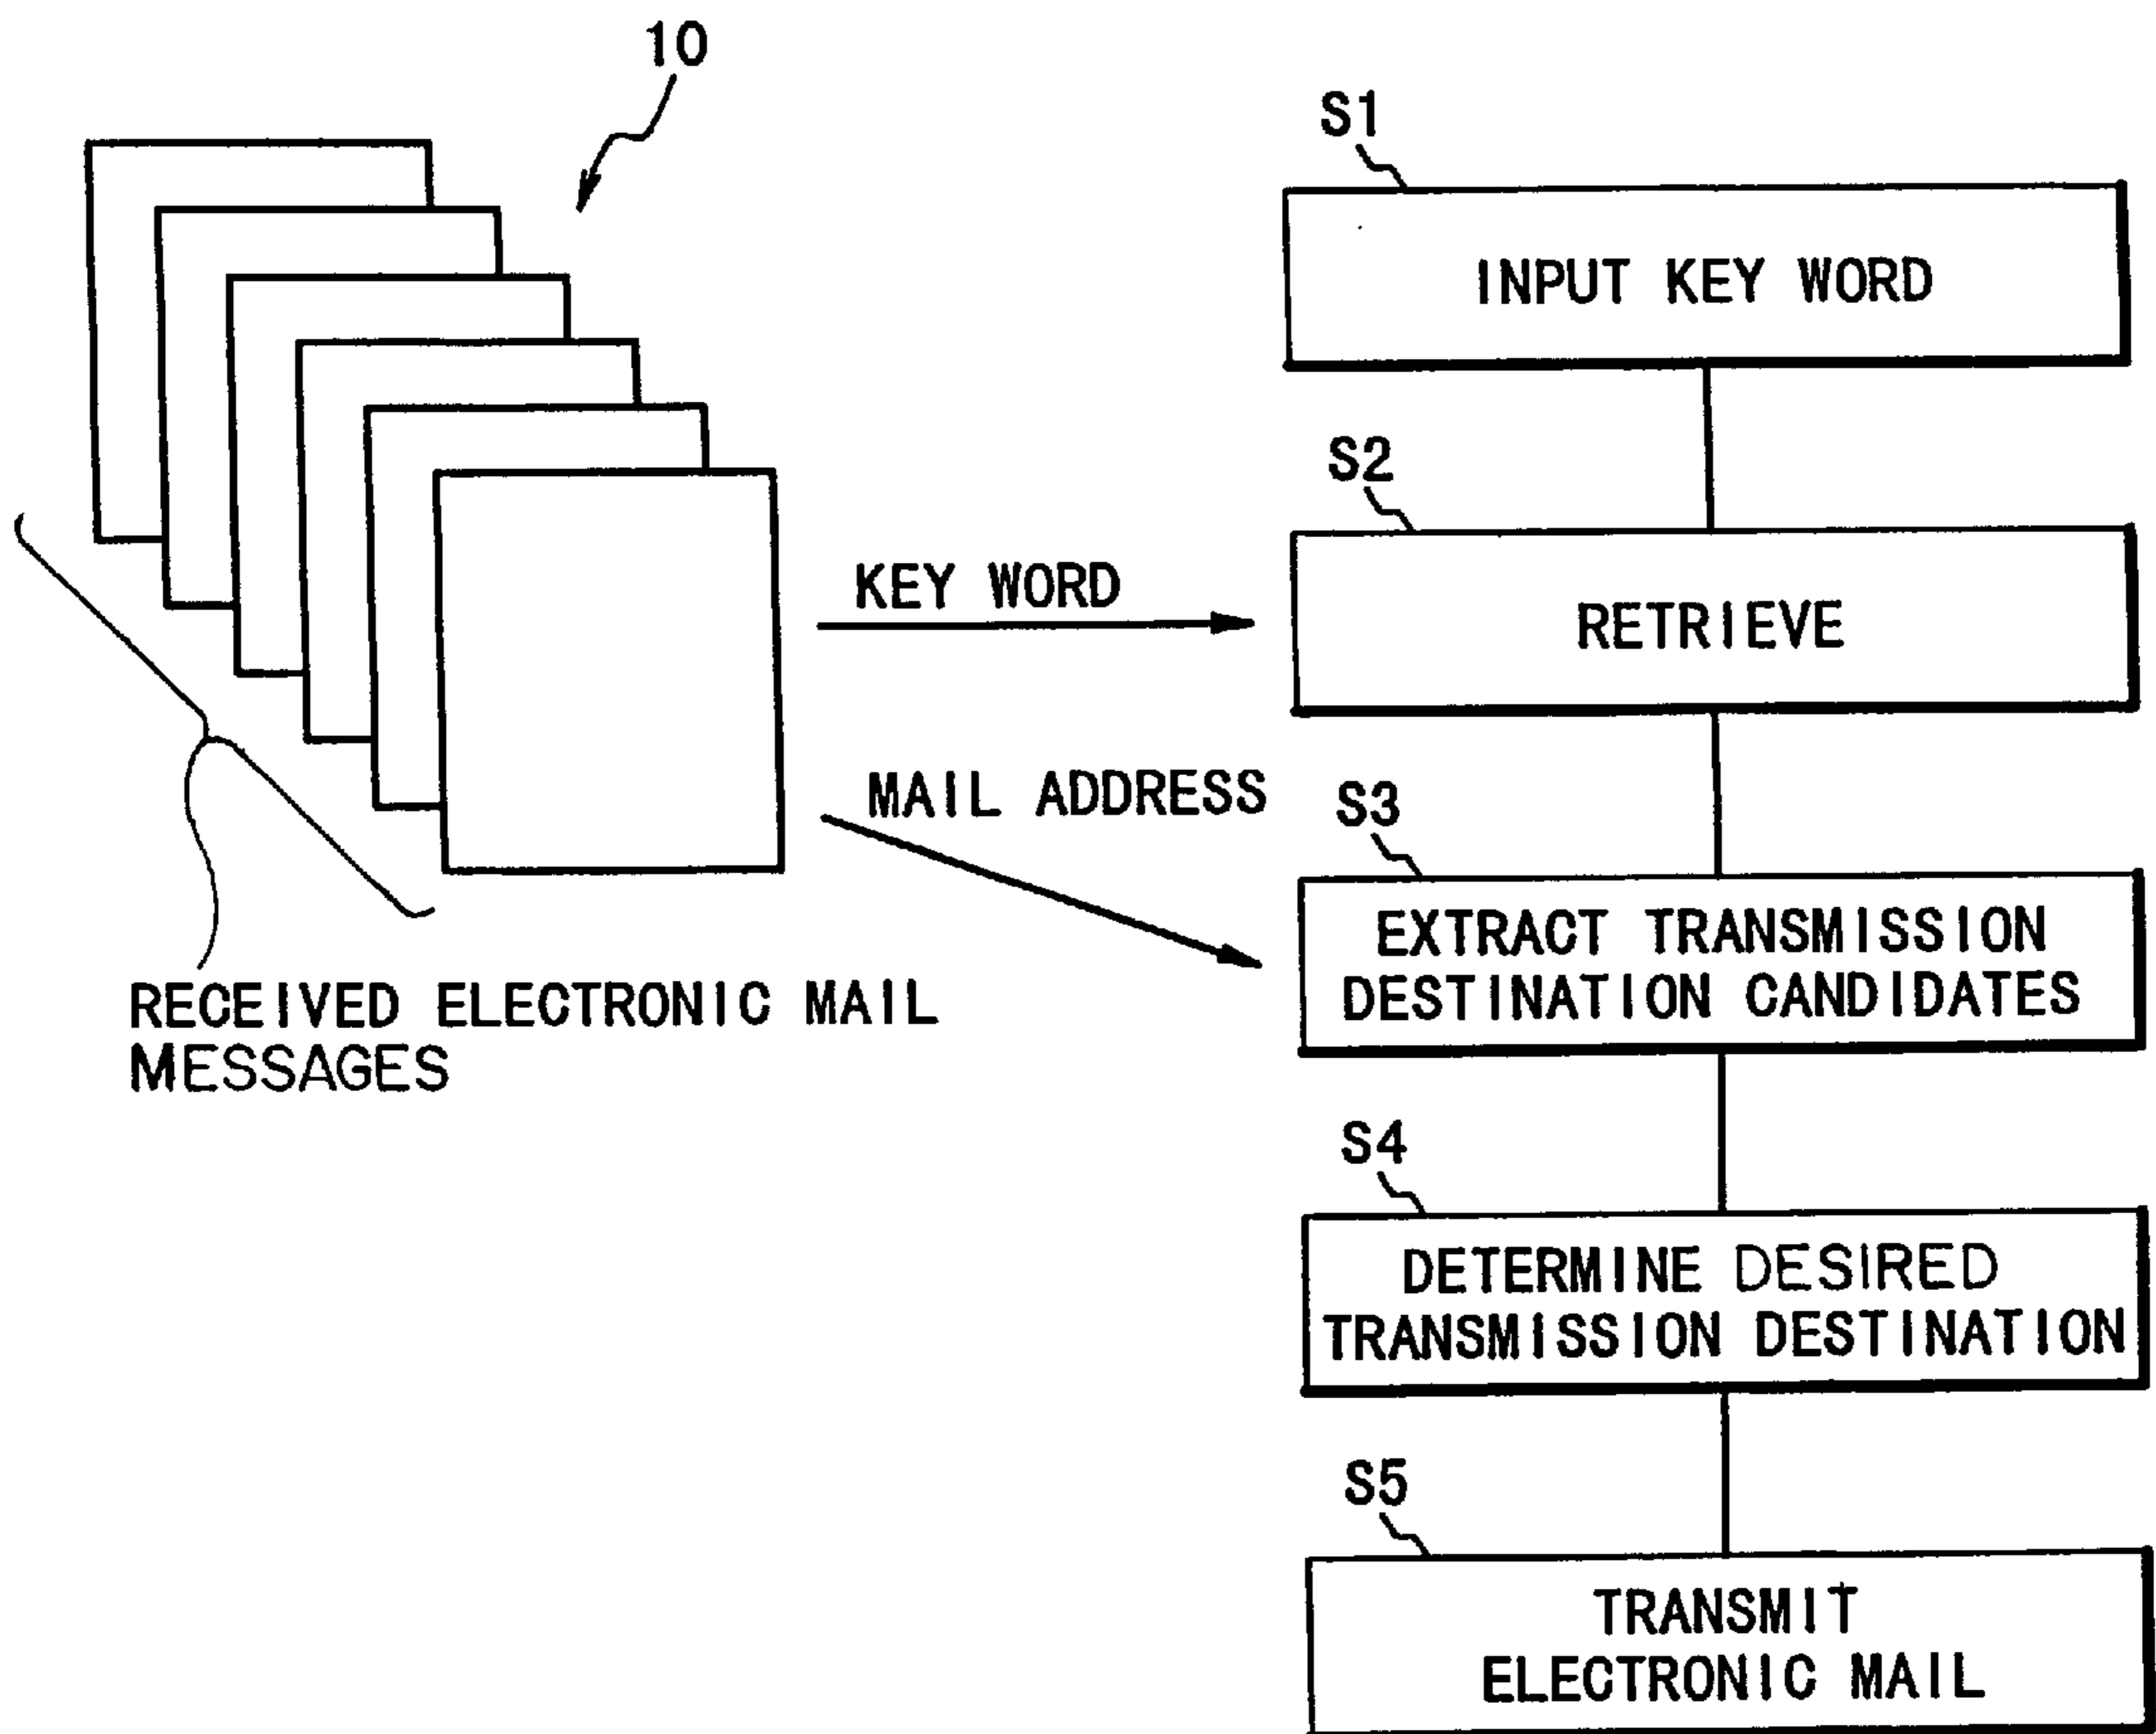 10
S1
INPUT KEY WORD
S2
KEY WORD
RETRIEVE
MAIL ADDRESS
S3
EXTRACT TRANSMISSION
DESTINATION CANDIDATES
RECEIVED ELECTRONIC MAIL
MESSAGES
S4
DETERMINE DESIRED
TRANSMISSION DESTINATION
S5
TRANSMIT
ELECTRONIC MAIL